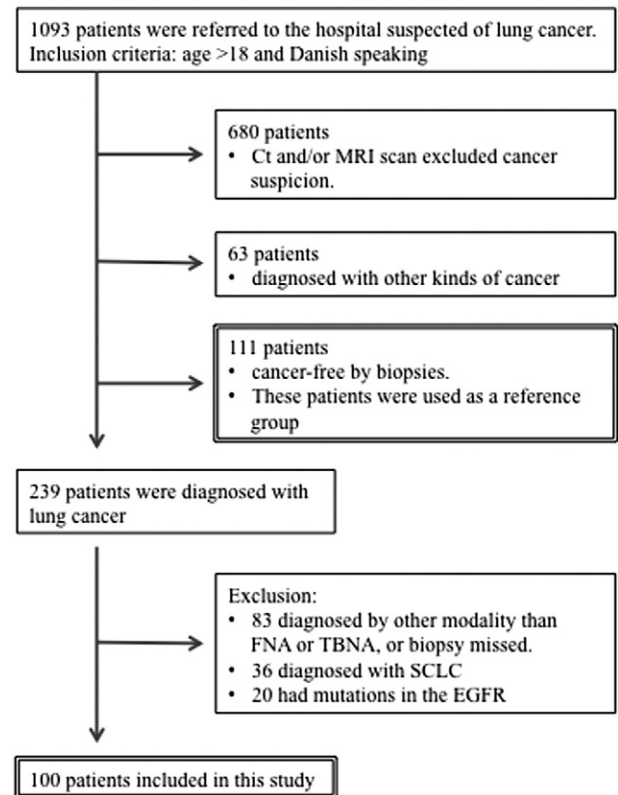 1093 patients were referred to the hospital suspected of lung cancer.
Inclusion criteria: age >18 and Danish speaking
680 patients
• Ct and/or MRI scan excluded cancer
suspicion.
63 patients
• diagnosed with other kinds of cancer
111 patients
• cancer-free by biopsies.
• These patients were used as a reference
group
239 patients were diagnosed with
lung cancer
Exclusion:
• 83 diagnosed by other modality than
FNA or TBNA, or biopsy missed.
• 36 diagnosed with SCLC
• 20 had mutations in the EGFR
100 patients included in this study